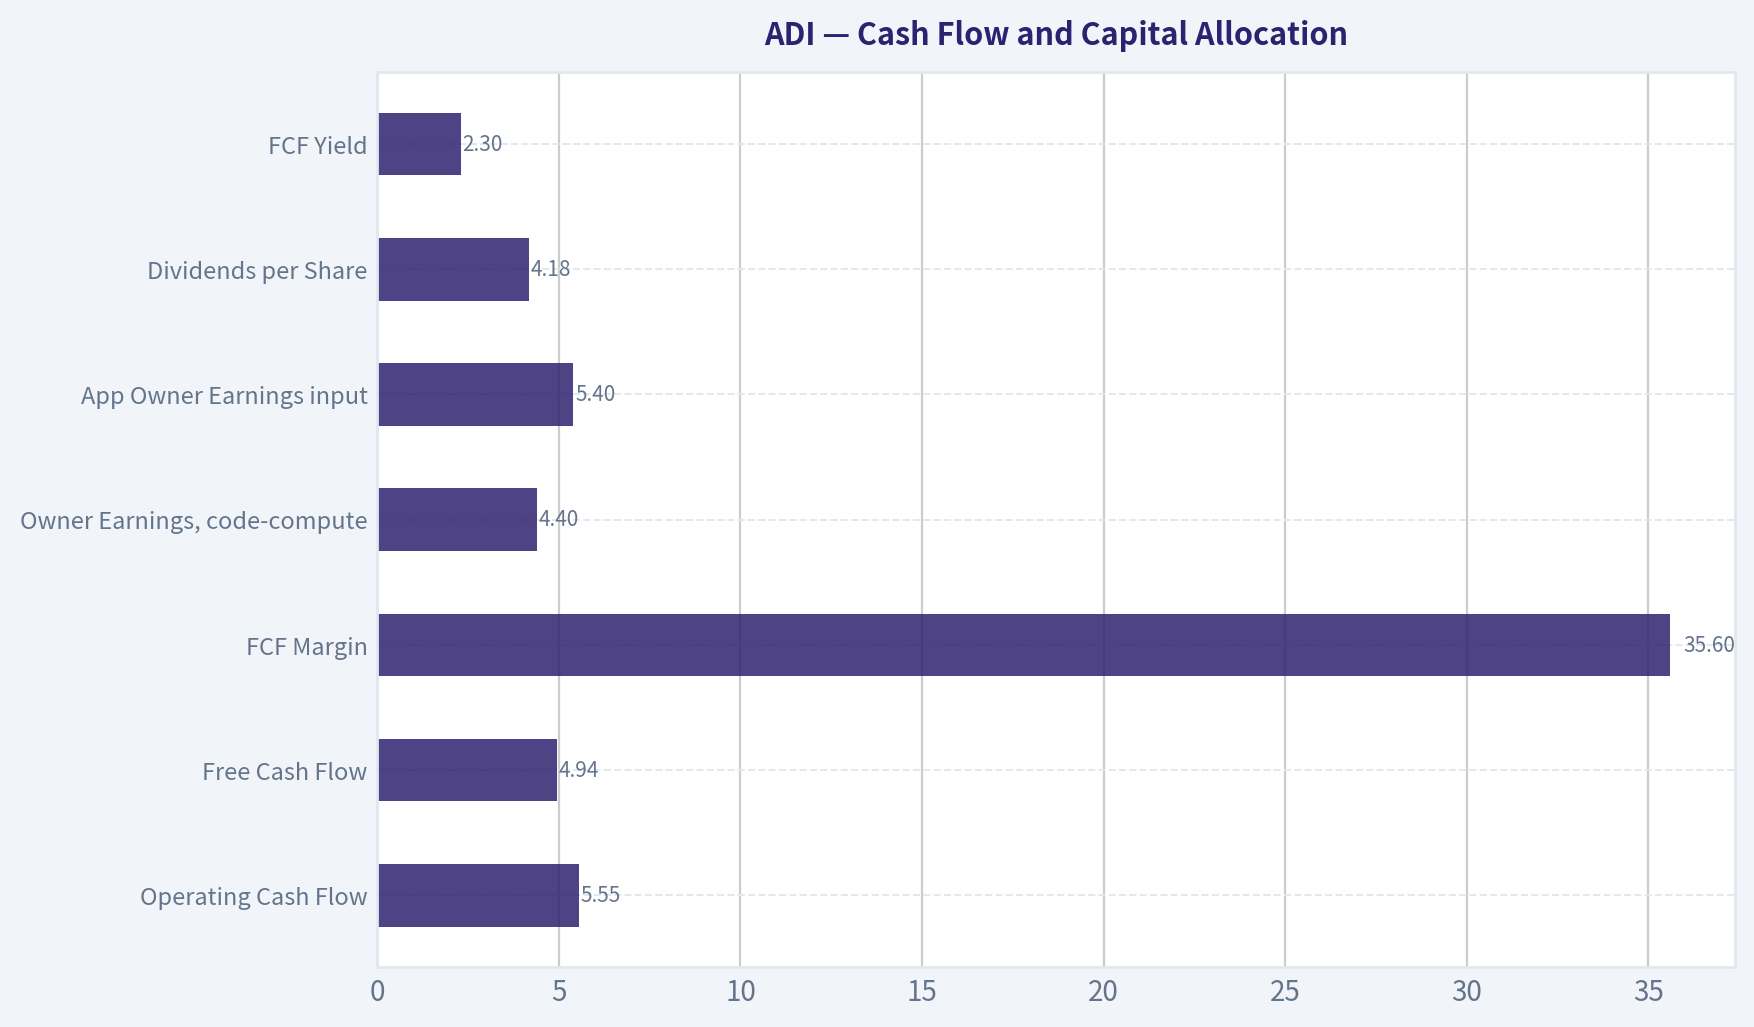 ADI — Cash Flow and Capital Allocation
FCF Yield 2.30
Dividends per Share 4.18
App Owner Earnings input 5.40
Owner Earnings, code-compute 4.40
FCF Margin 35.60
Free Cash Flow 4.94
Operating Cash Flow 5.55
0 5 10 15 20 25 30 35